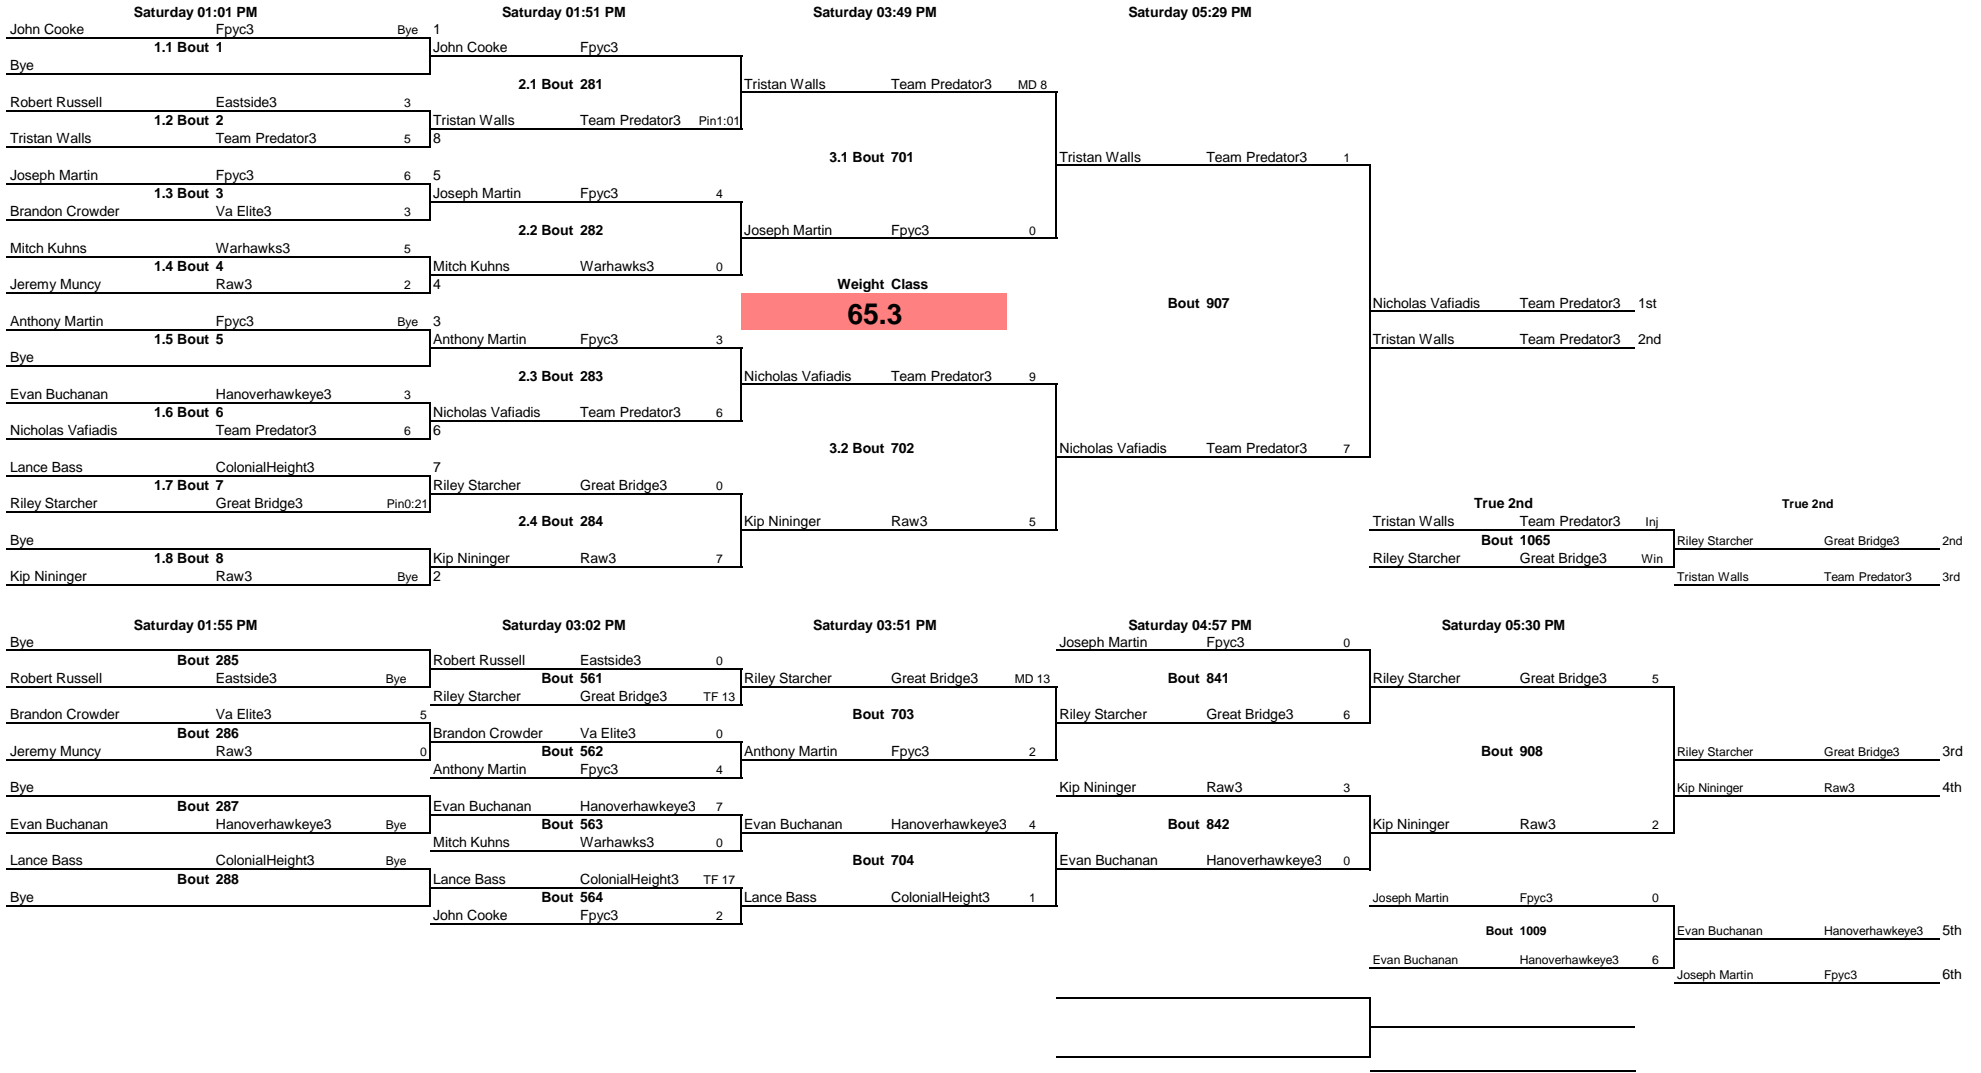 Saturday 01:01 PM Saturday 01:51 PM Saturday 03:49 PM Saturday 05:29 PM
John Cooke Fpyc3 Bye 1
1.1 Bout 1 John Cooke Fpyc3
Bye
2.1 Bout 281 Tristan Walls Team Predator3 MD 8
Robert Russell Eastside3 3
1.2 Bout 2 Tristan Walls Team Predator3 Pin1:01
Tristan Walls Team Predator3 5 8
3.1 Bout 701 Tristan Walls Team Predator3 1
Joseph Martin Fpyc3 6 5
1.3 Bout 3 Joseph Martin Fpyc3 4
Brandon Crowder Va Elite3 3
2.2 Bout 282 Joseph Martin Fpyc3 0
Mitch Kuhns Warhawks3 5
1.4 Bout 4 Mitch Kuhns Warhawks3 0
Jeremy Muncy Raw3 2 4 Weight Class
65.3 Bout 907 Nicholas Vafiadis Team Predator3 1st
Anthony Martin Fpyc3 Bye 3
1.5 Bout 5 Anthony Martin Fpyc3 3 Tristan Walls Team Predator3 2nd
Bye
2.3 Bout 283 Nicholas Vafiadis Team Predator3 9
Evan Buchanan Hanoverhawkeye3 3
1.6 Bout 6 Nicholas Vafiadis Team Predator3 6
Nicholas Vafiadis Team Predator3 6 6
3.2 Bout 702 Nicholas Vafiadis Team Predator3 7
Lance Bass ColonialHeight3 7
1.7 Bout 7 Riley Starcher Great Bridge3 0
Riley Starcher Great Bridge3 Pin0:21 True 2nd True 2nd
2.4 Bout 284 Kip Nininger Raw3 5 Tristan Walls Team Predator3 Inj
Bye Bout 1065 Riley Starcher Great Bridge3 2nd
1.8 Bout 8 Kip Nininger Raw3 7 Riley Starcher Great Bridge3 Win
Kip Nininger Raw3 Bye 2 Tristan Walls Team Predator3 3rd
Saturday 01:55 PM Saturday 03:02 PM Saturday 03:51 PM Saturday 04:57 PM Saturday 05:30 PM
Bye Joseph Martin Fpyc3 0
Bout 285 Robert Russell Eastside3 0
Robert Russell Eastside3 Bye Bout 561 Riley Starcher Great Bridge3 MD 13 Bout 841 Riley Starcher Great Bridge3 5
Riley Starcher Great Bridge3 TF 13
Brandon Crowder Va Elite3 5 Bout 703 Riley Starcher Great Bridge3 6
Bout 286 Brandon Crowder Va Elite3 0
Jeremy Muncy Raw3 0 Bout 562 Anthony Martin Fpyc3 2 Bout 908 Riley Starcher Great Bridge3 3rd
Anthony Martin Fpyc3 4
Bye Kip Nininger Raw3 3 Kip Nininger Raw3 4th
Bout 287 Evan Buchanan Hanoverhawkeye3 7
Evan Buchanan Hanoverhawkeye3 Bye Bout 563 Evan Buchanan Hanoverhawkeye3 4 Bout 842 Kip Nininger Raw3 2
Mitch Kuhns Warhawks3 0
Lance Bass ColonialHeight3 Bye Bout 704 Evan Buchanan Hanoverhawkeye3 0
Bout 288 Lance Bass ColonialHeight3 TF 17
Bye Bout 564 Lance Bass ColonialHeight3 1 Joseph Martin Fpyc3 0
John Cooke Fpyc3 2
Bout 1009 Evan Buchanan Hanoverhawkeye3 5th
Evan Buchanan Hanoverhawkeye3 6
Joseph Martin Fpyc3 6th